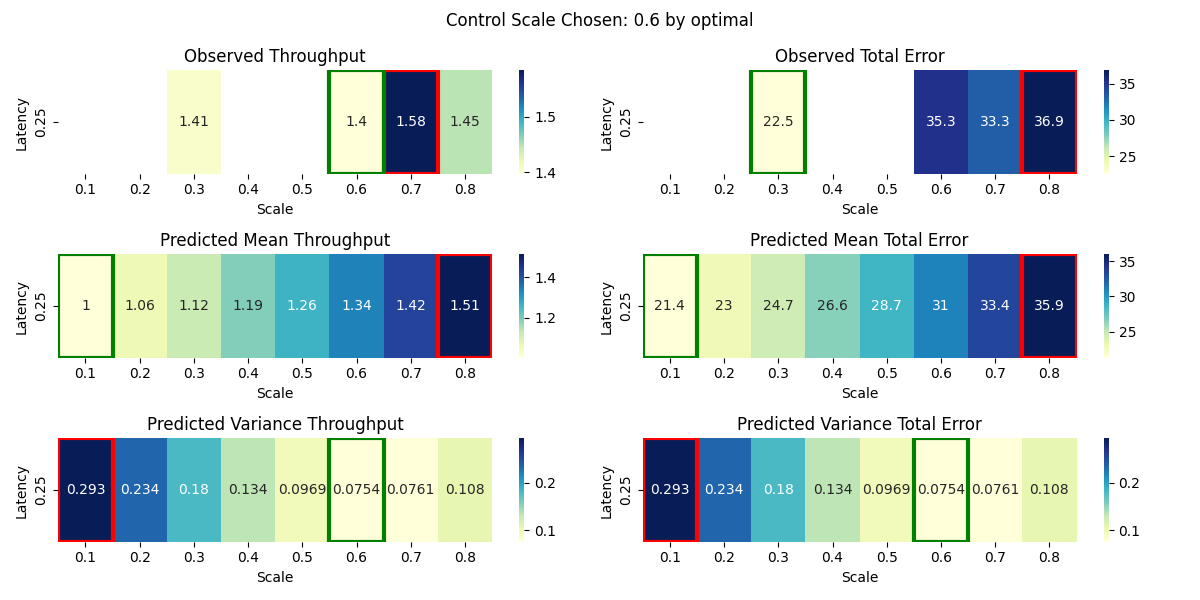 Control Scale Chosen: 0.6 by optimal
Observed Throughput
Latency
0.25
1.41 1.4 1.58 1.45
0.1 0.2 0.3 0.4 0.5 0.6 0.7 0.8
Scale
1.5
1.4
Observed Total Error
Latency
0.25
22.5 35.3 33.3 36.9
0.1 0.2 0.3 0.4 0.5 0.6 0.7 0.8
Scale
35
30
25
Predicted Mean Throughput
Latency
0.25
1 1.06 1.12 1.19 1.26 1.34 1.42 1.51
0.1 0.2 0.3 0.4 0.5 0.6 0.7 0.8
Scale
1.4
1.2
Predicted Mean Total Error
Latency
0.25
21.4 23 24.7 26.6 28.7 31 33.4 35.9
0.1 0.2 0.3 0.4 0.5 0.6 0.7 0.8
Scale
35
30
25
Predicted Variance Throughput
Latency
0.25
0.293 0.234 0.18 0.134 0.0969 0.0754 0.0761 0.108
0.1 0.2 0.3 0.4 0.5 0.6 0.7 0.8
Scale
0.2
0.1
Predicted Variance Total Error
Latency
0.25
0.293 0.234 0.18 0.134 0.0969 0.0754 0.0761 0.108
0.1 0.2 0.3 0.4 0.5 0.6 0.7 0.8
Scale
0.2
0.1